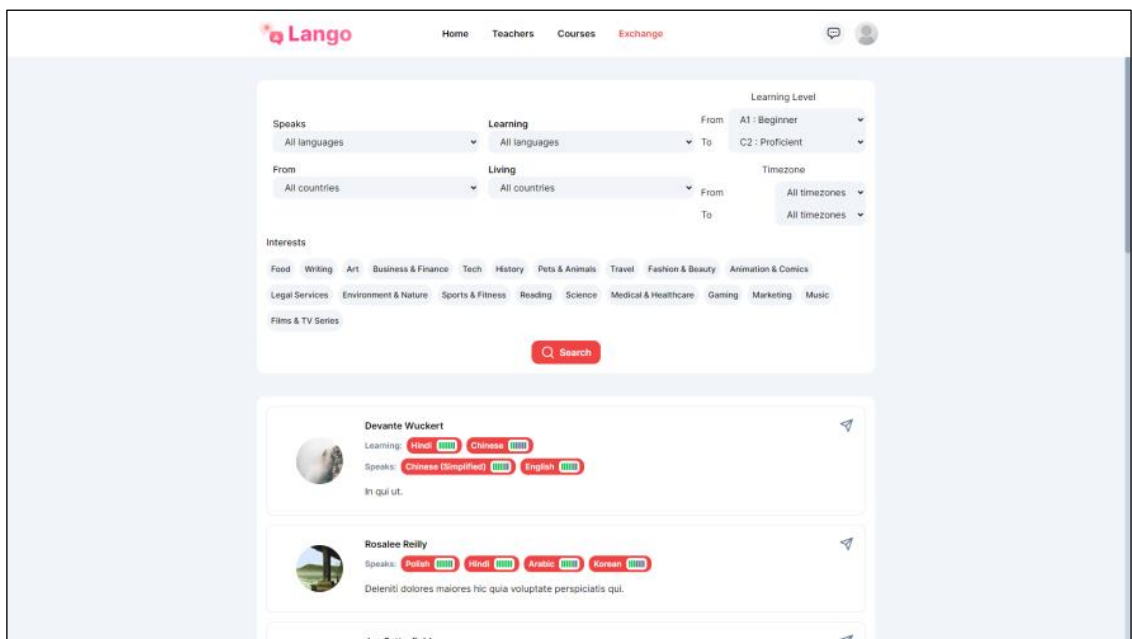 Lango Home Teachers Courses Exchange
Learning Level
Speaks Learning From A1 : Beginner
All languages All languages To C2 : Proficient
From Living Timezone
All countries All countries From All timezones
To All timezones
Interests
Food Writing Art Business & Finance Tech History Pets & Animals Travel Fashion & Beauty Animation & Comics
Legal Services Environment & Nature Sports & Fitness Reading Science Medical & Healthcare Gaming Marketing Music
Films & TV Series
Search
Devante Wuckert
Learning: Hindi Chinese
Speaks: Chinese (Simplified) English
In qui ut.
Rosalee Reilly
Speaks: Polish Hindi Arabic Korean
Deleniti dolores maiores hic quia voluptate perspiciatis qui.